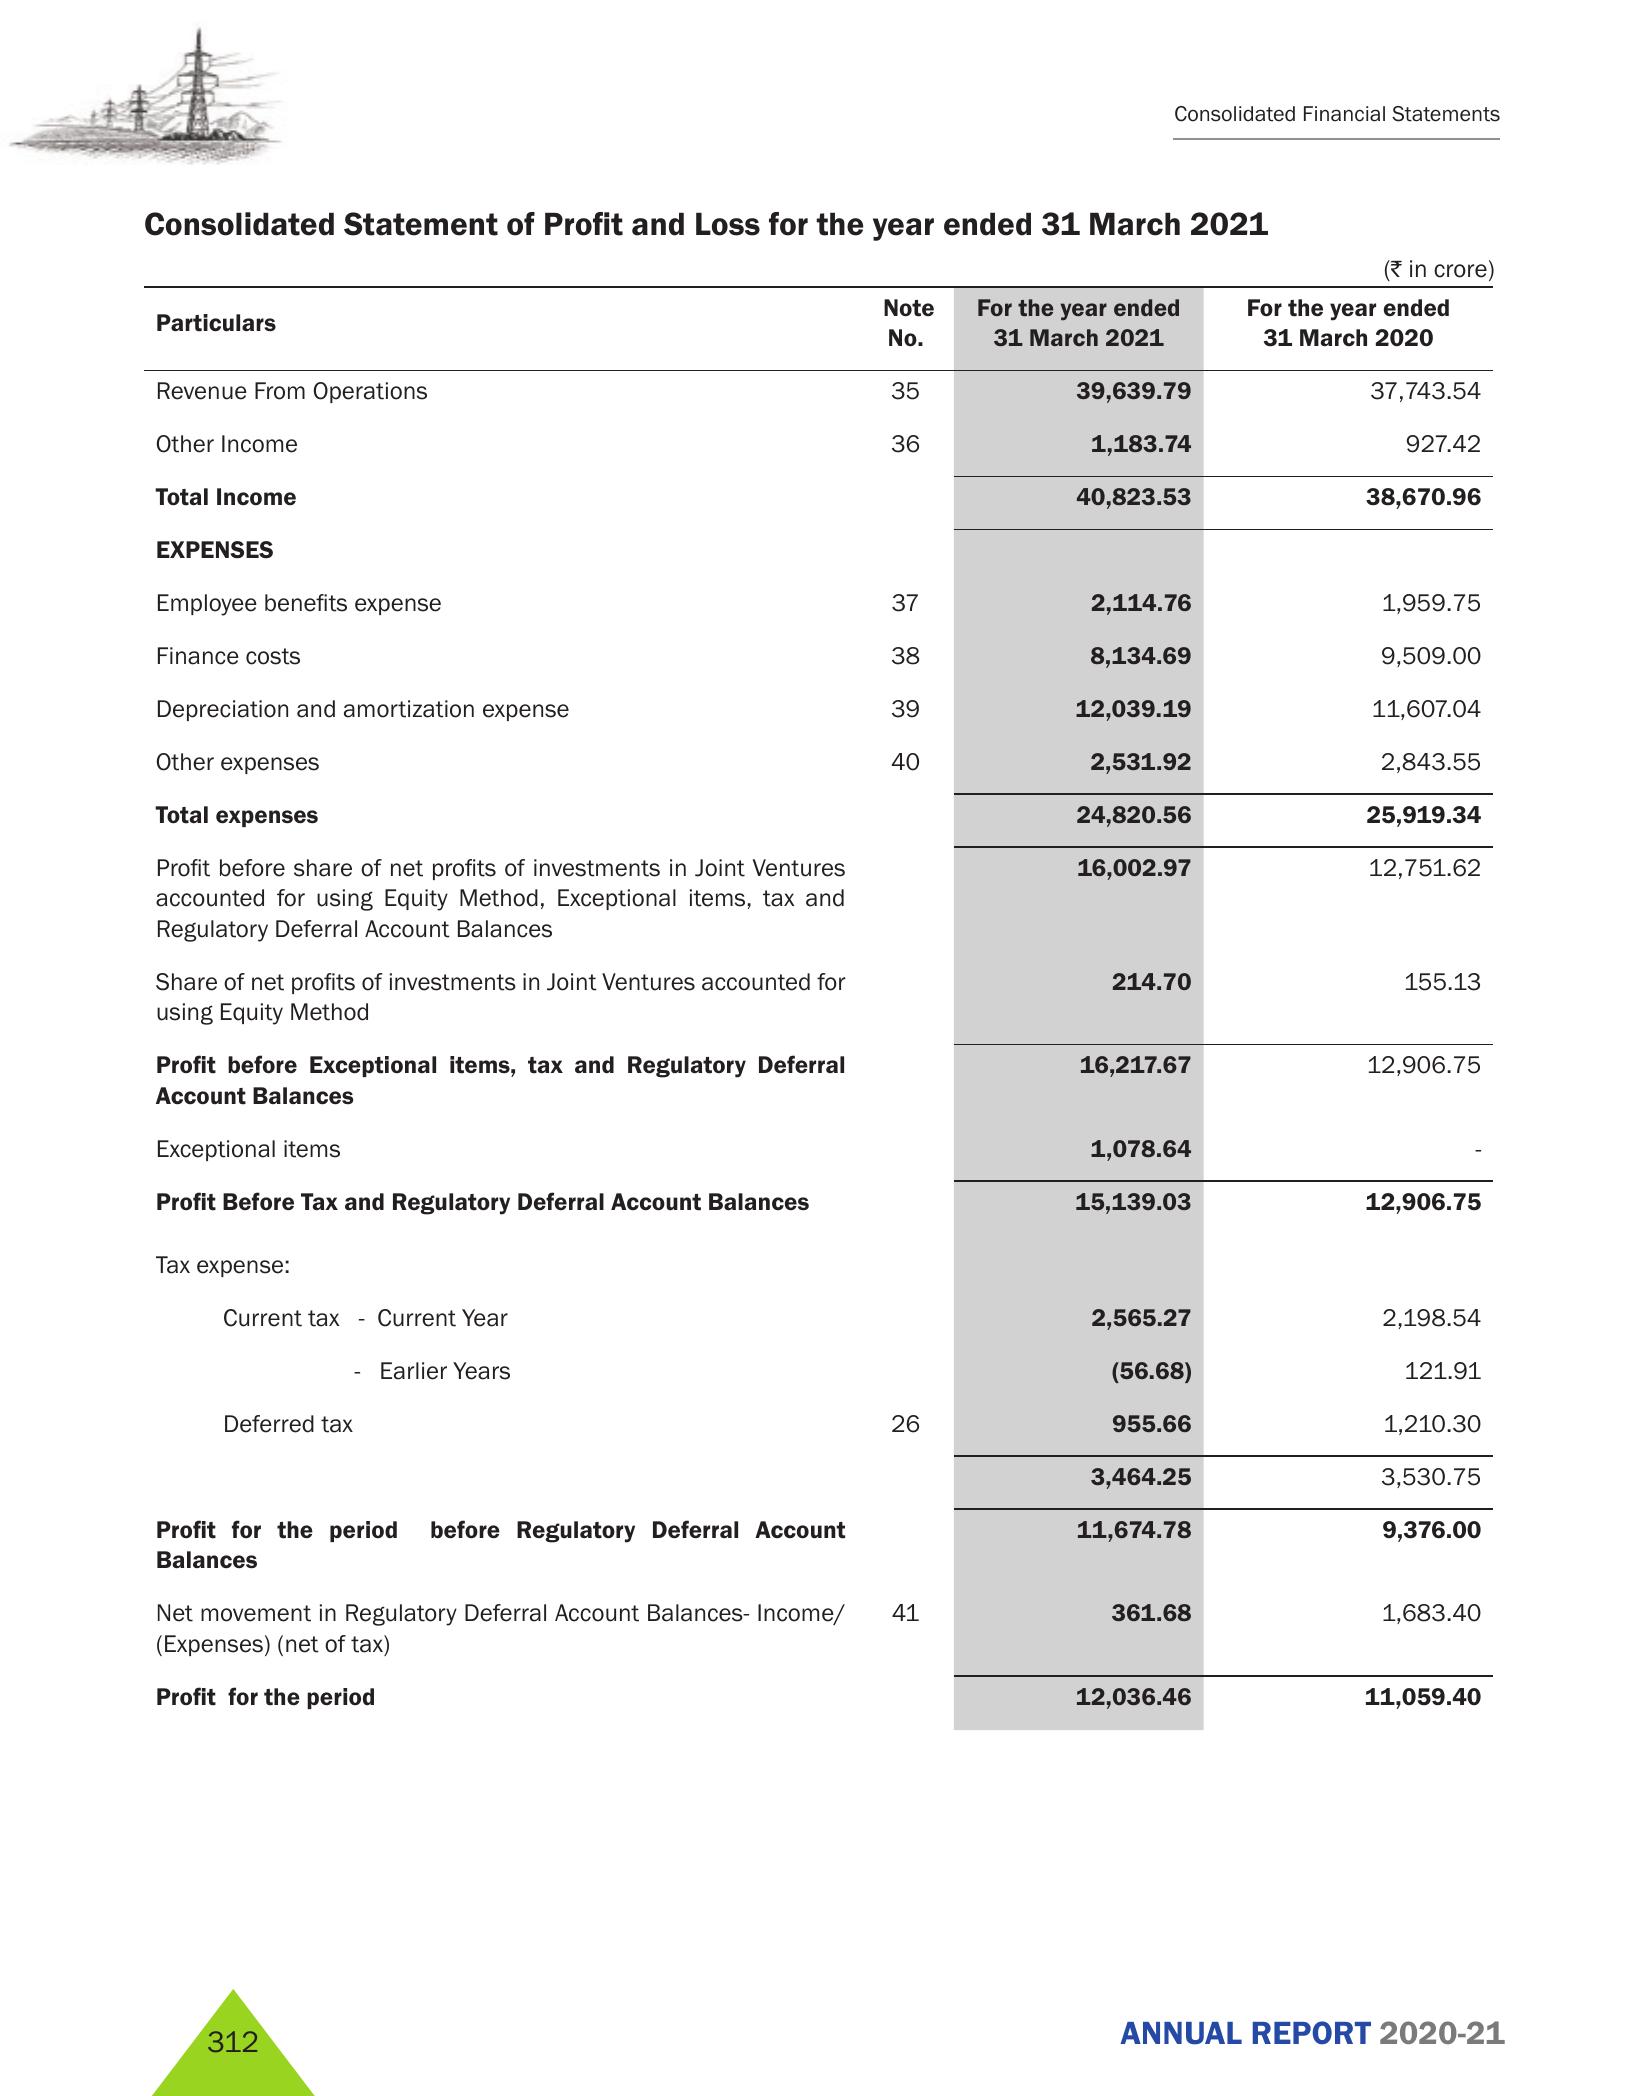 Consolidated Financial Statements
Consolidated Statement of Profit and Loss for the year ended 31 March 2021
(₹ in crore)
Particulars Note No. For the year ended 31 March 2021 For the year ended 31 March 2020
Revenue From Operations 35 39,639.79 37,743.54
Other Income 36 1,183.74 927.42
Total Income 40,823.53 38,670.96
EXPENSES
Employee benefits expense 37 2,114.76 1,959.75
Finance costs 38 8,134.69 9,509.00
Depreciation and amortization expense 39 12,039.19 11,607.04
Other expenses 40 2,531.92 2,843.55
Total expenses 24,820.56 25,919.34
Profit before share of net profits of investments in Joint Ventures 16,002.97 12,751.62
accounted for using Equity Method, Exceptional items, tax and
Regulatory Deferral Account Balances
Share of net profits of investments in Joint Ventures accounted for 214.70 155.13
using Equity Method
Profit before Exceptional items, tax and Regulatory Deferral 16,217.67 12,906.75
Account Balances
Exceptional items 1,078.64 -
Profit Before Tax and Regulatory Deferral Account Balances 15,139.03 12,906.75
Tax expense:
Current tax - Current Year 2,565.27 2,198.54
- Earlier Years (56.68) 121.91
Deferred tax 26 955.66 1,210.30
3,464.25 3,530.75
Profit for the period before Regulatory Deferral Account 11,674.78 9,376.00
Balances
Net movement in Regulatory Deferral Account Balances- Income/ 41 361.68 1,683.40
(Expenses) (net of tax)
Profit for the period 12,036.46 11,059.40
312
ANNUAL REPORT 2020-21